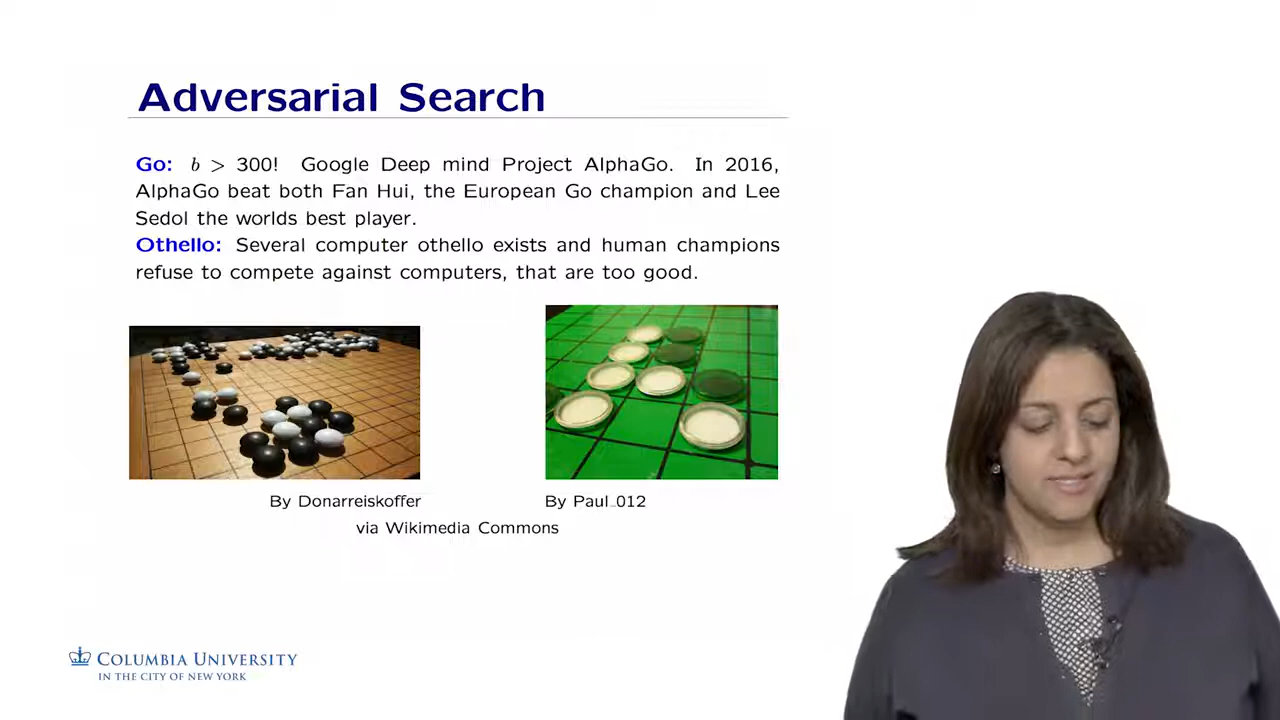 Adversarial Search
Go: b > 300! Google Deep mind Project AlphaGo. In 2016,
AlphaGo beat both Fan Hui, the European Go champion and Lee
Sedol the worlds best player.
Othello: Several computer othello exists and human champions
refuse to compete against computers, that are too good.
By Donarreiskoffer
By Paul_012
via Wikimedia Commons
COLUMBIA UNIVERSITY
IN THE CITY OF NEW YORK